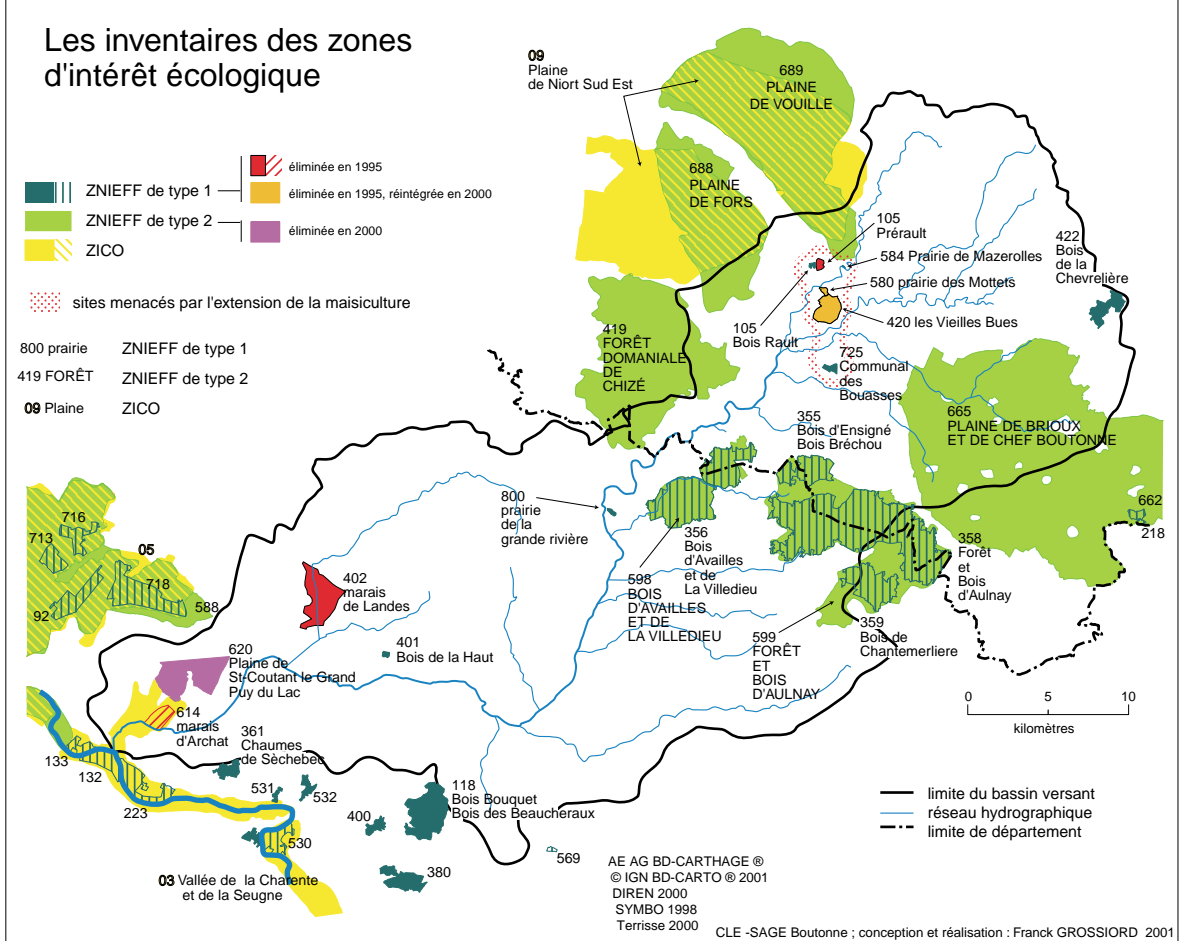 Les inventaires des zones
d'intérêt écologique
éliminée en 1995
ZNIEFF de type 1
éliminée en 1995, réintégrée en 2000
ZNIEFF de type 2
éliminée en 2000
ZICO
sites menacés par l'extension de la maisiculture
800 prairie ZNIEFF de type 1
419 FORÊT ZNIEFF de type 2
09 Plaine ZICO
09
Plaine
de Niort Sud Est
689
PLAINE
DE VOUILLE
688
PLAINE
DE FORS
105
Prérault
584 Prairie de Mazerolles
580 prairie des Mottets
420 les Vieilles Bues
422
Bois
de la
Chevrelière
105
Bois Rault
725
Communal
des
Bouasses
419
FORÊT
DOMANIALE
DE
CHIZÉ
355
Bois d'Ensigné
Bois Bréchou
665
PLAINE DE BRIOUX
ET DE CHEF BOUTONNE
662
218
800
prairie
de la
grande rivière
356
Bois
d'Availles
et de
La Villedieu
358
Forêt
et
Bois
d'Aulnay
598
BOIS
D'AVAILLES
ET DE
LA VILLEDIEU
599
FORÊT
ET
BOIS
D'AULNAY
359
Bois de
Chantemerliere
716
713
05
718
92
588
402
marais
de Landes
401
Bois de la Haut
620
Plaine de
St-Coutant le Grand
Puy du Lac
614
marais
d'Archat
361
Chaumes
de Sèchebec
133
132
223
531
532
118
Bois Bouquet
Bois des Beaucheraux
400
530
380
569
03 Vallée de la Charente
et de la Seugne
0 5 10
kilomètres
limite du bassin versant
réseau hydrographique
limite de département
AE AG BD-CARTHAGE ®
© IGN BD-CARTO ® 2001
DIREN 2000
SYMBO 1998
Terrisse 2000
CLE -SAGE Boutonne ; conception et réalisation : Franck GROSSIORD 2001